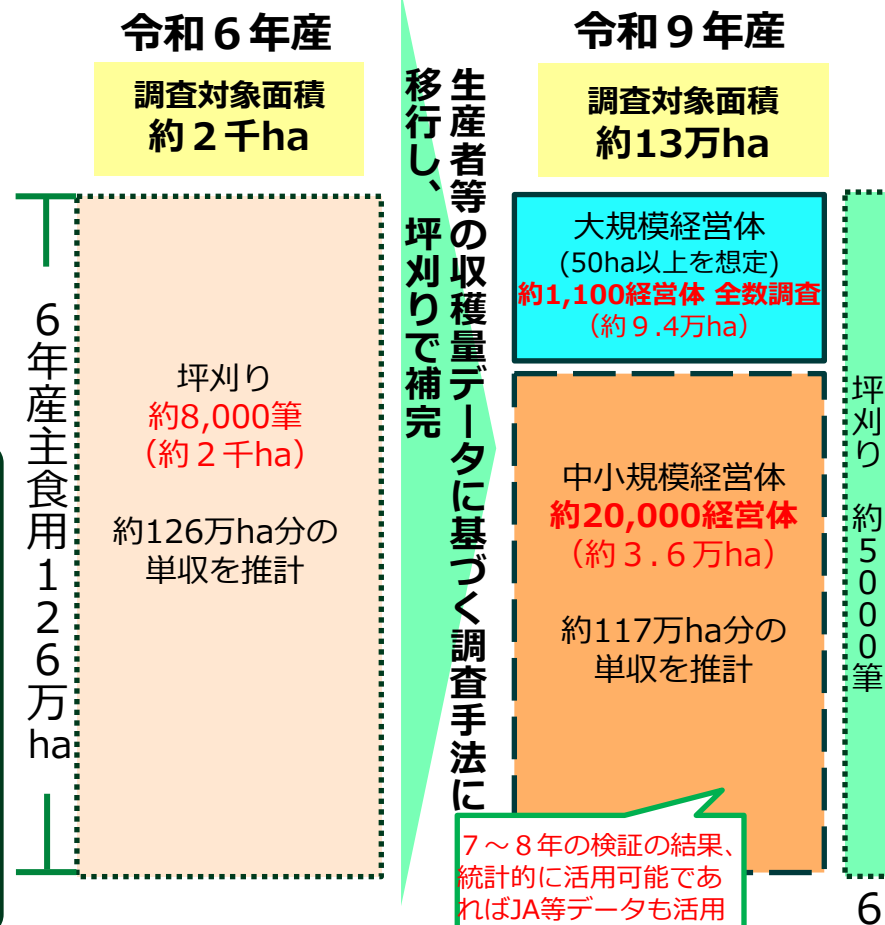 令和６年産
調査対象面積
約２千ha
6年産主食用126万ha
坪刈り
約8,000筆
（約２千ha）
約126万ha分の
単収を推計
生産者等の収穫量データに基づく調査手法に
移行し、坪刈りで補完
令和９年産
調査対象面積
約13万ha
大規模経営体
(50ha以上を想定)
約1,100経営体 全数調査
（約９.4万ha）
中小規模経営体
約20,000経営体
（約３.６万ha）
約117万ha分の
単収を推計
７～８年の検証の結果、
統計的に活用可能であ
ればJA等データも活用
坪刈り 約5000筆
6